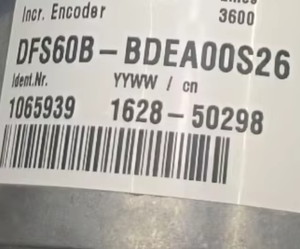 Incr. Encoder
3600
DFS60B-BDEA00S26
Ident.Nr. YYWW / cn
1065939 1628-50298